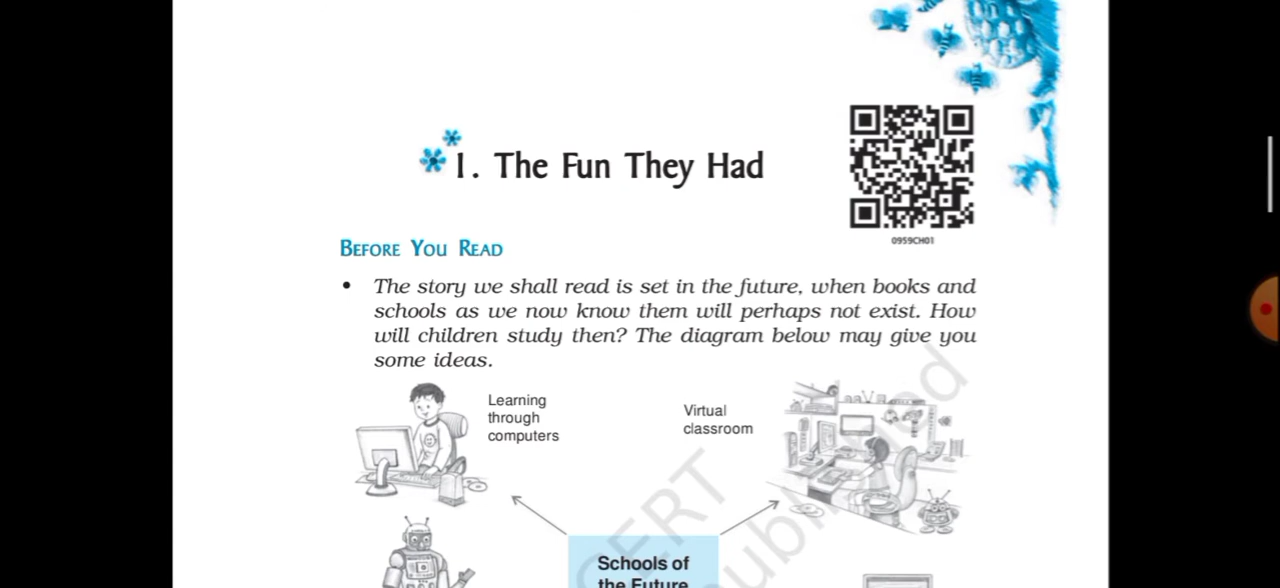 1. The Fun They Had
0959CH01
BEFORE YOU READ
• The story we shall read is set in the future, when books and
schools as we now know them will perhaps not exist. How
will children study then? The diagram below may give you
some ideas.
Learning
through
computers
Virtual
classroom
Schools of
the Future